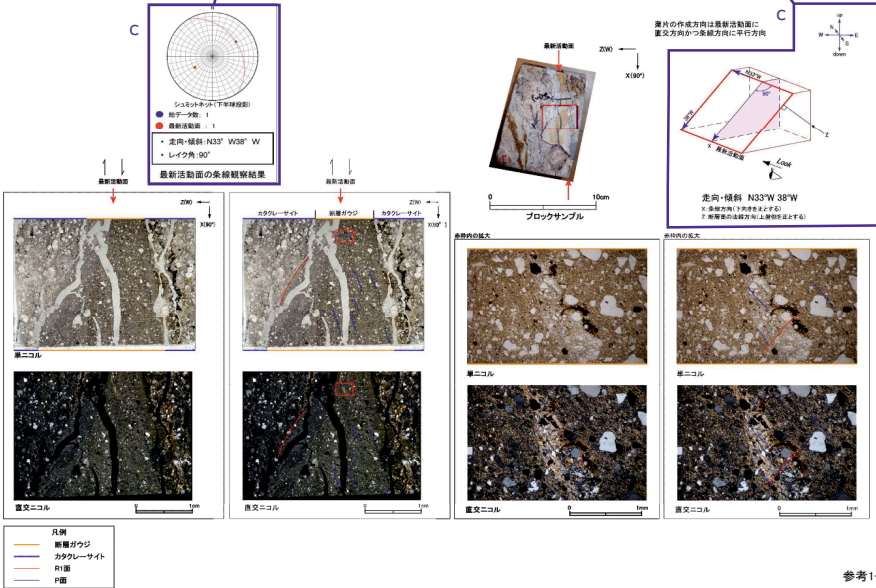 C
N
シュミットネット(下半球投影)
総データ数: 1
最新活動面 : 1
・ 走向・傾斜:N33°W38°W
・ レイク角:90°
最新活動面の条線観察結果
薄片の作成方向は最新活動面に
直交方向かつ条線方向に平行方向
C
up
N
W
E
S
down
最新活動面
Z(W)
X(90°)
0
10cm
ブロックサンプル
N33°W
90°
W38°
X
最新活動面
Z
Look
走向・傾斜 N33°W 38°W
X:条線方向(下向きを正とする)
Z:断層面の法線方向(上盤側を正とする)
最新活動面
Z(W)
X(90°)
単ニコル
直交ニコル
0
1cm
最新活動面
Z(W)
X(90°)
カタクレーサイト
断層ガウジ
カタクレーサイト
単ニコル
直交ニコル
0
1cm
赤枠内の拡大
単ニコル
直交ニコル
0
1mm
赤枠内の拡大
単ニコル
直交ニコル
0
1mm
凡例
断層ガウジ
カタクレーサイト
R1面
P面
参考1-